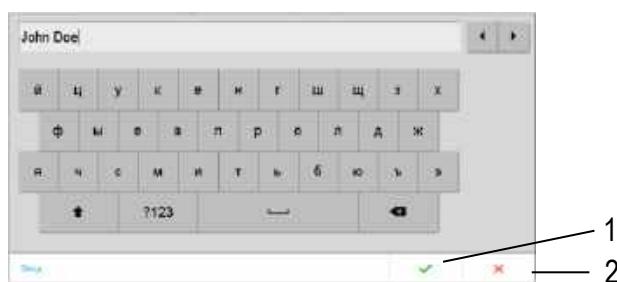 John Doe
й ц у к е н г ш щ з х
ф ы в а п р о л д ж
я ч с м и т ь б ю ъ э
?123
1
2